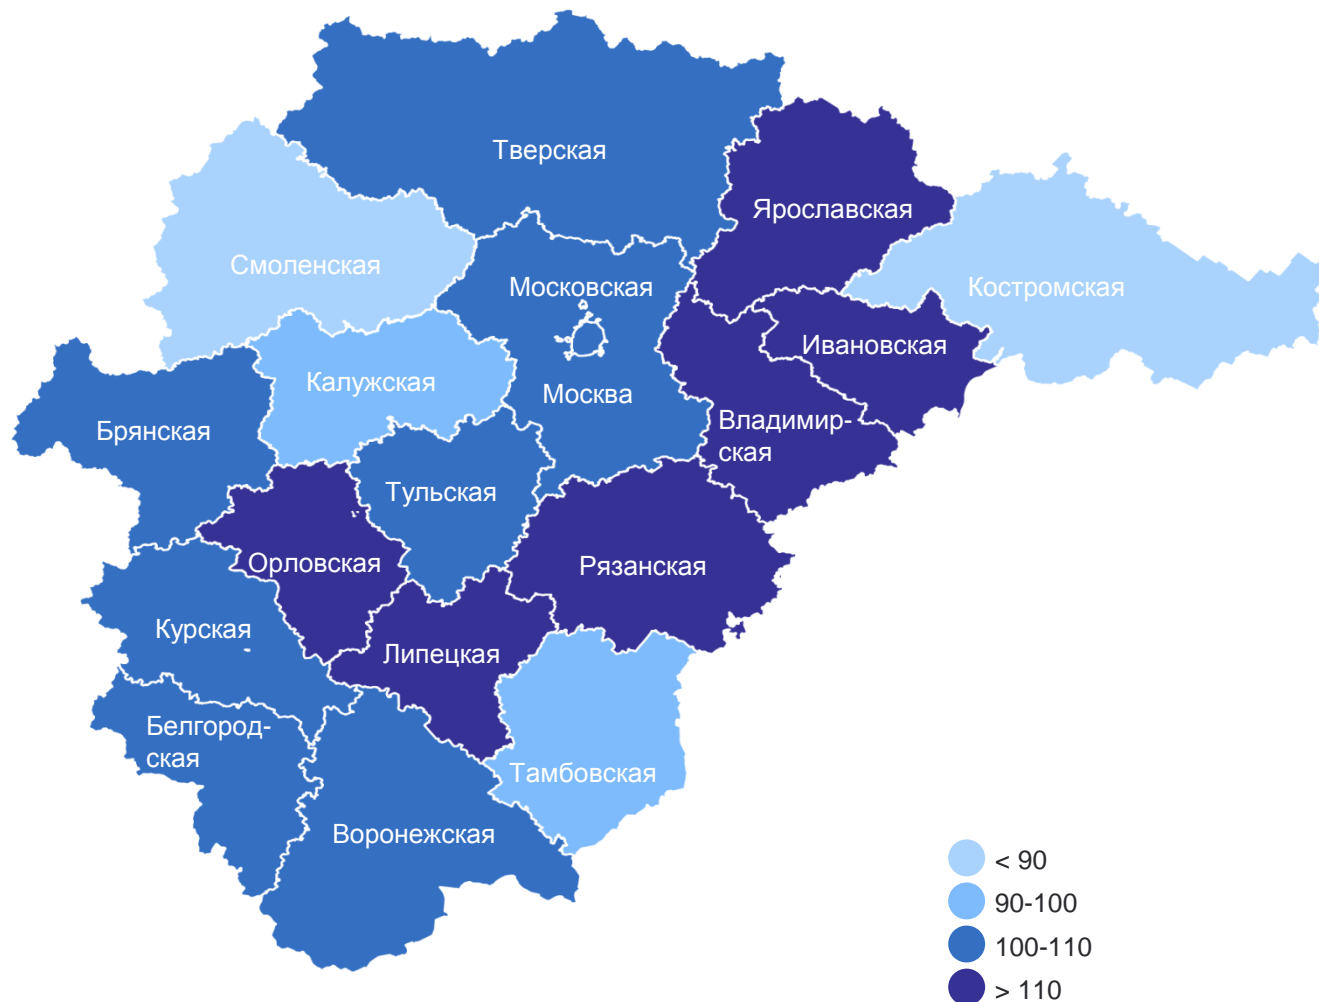 Тверская
Ярославская
Смоленская
Московская
Костромская
Ивановская
Калужская
Москва
Брянская
Владимир-
ская
Тульская
Орловская
Рязанская
Курская
Липецкая
Белгород-
ская
Тамбовская
Воронежская
< 90
90-100
100-110
> 110